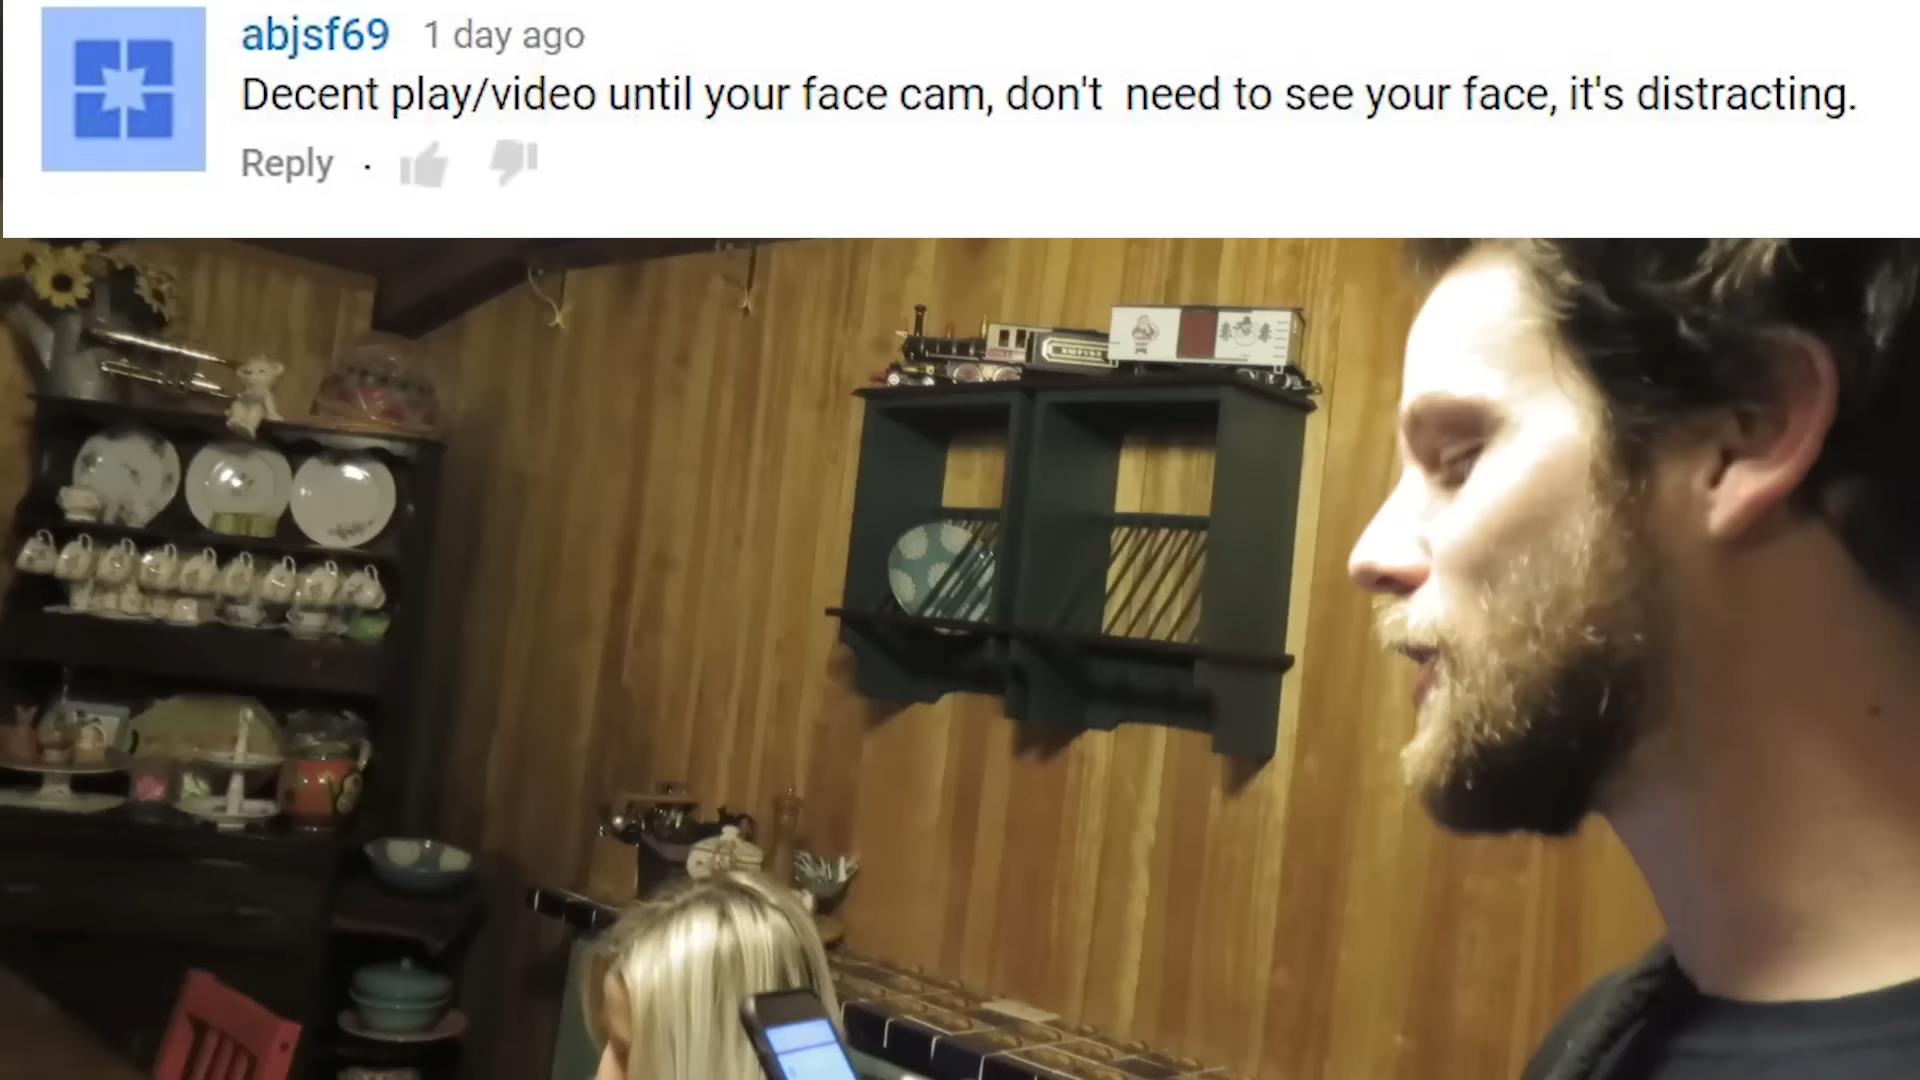 abjsf69 1 day ago
Decent play/video until your face cam, don't  need to see your face, it's distracting.
Reply ·
EMPIRE